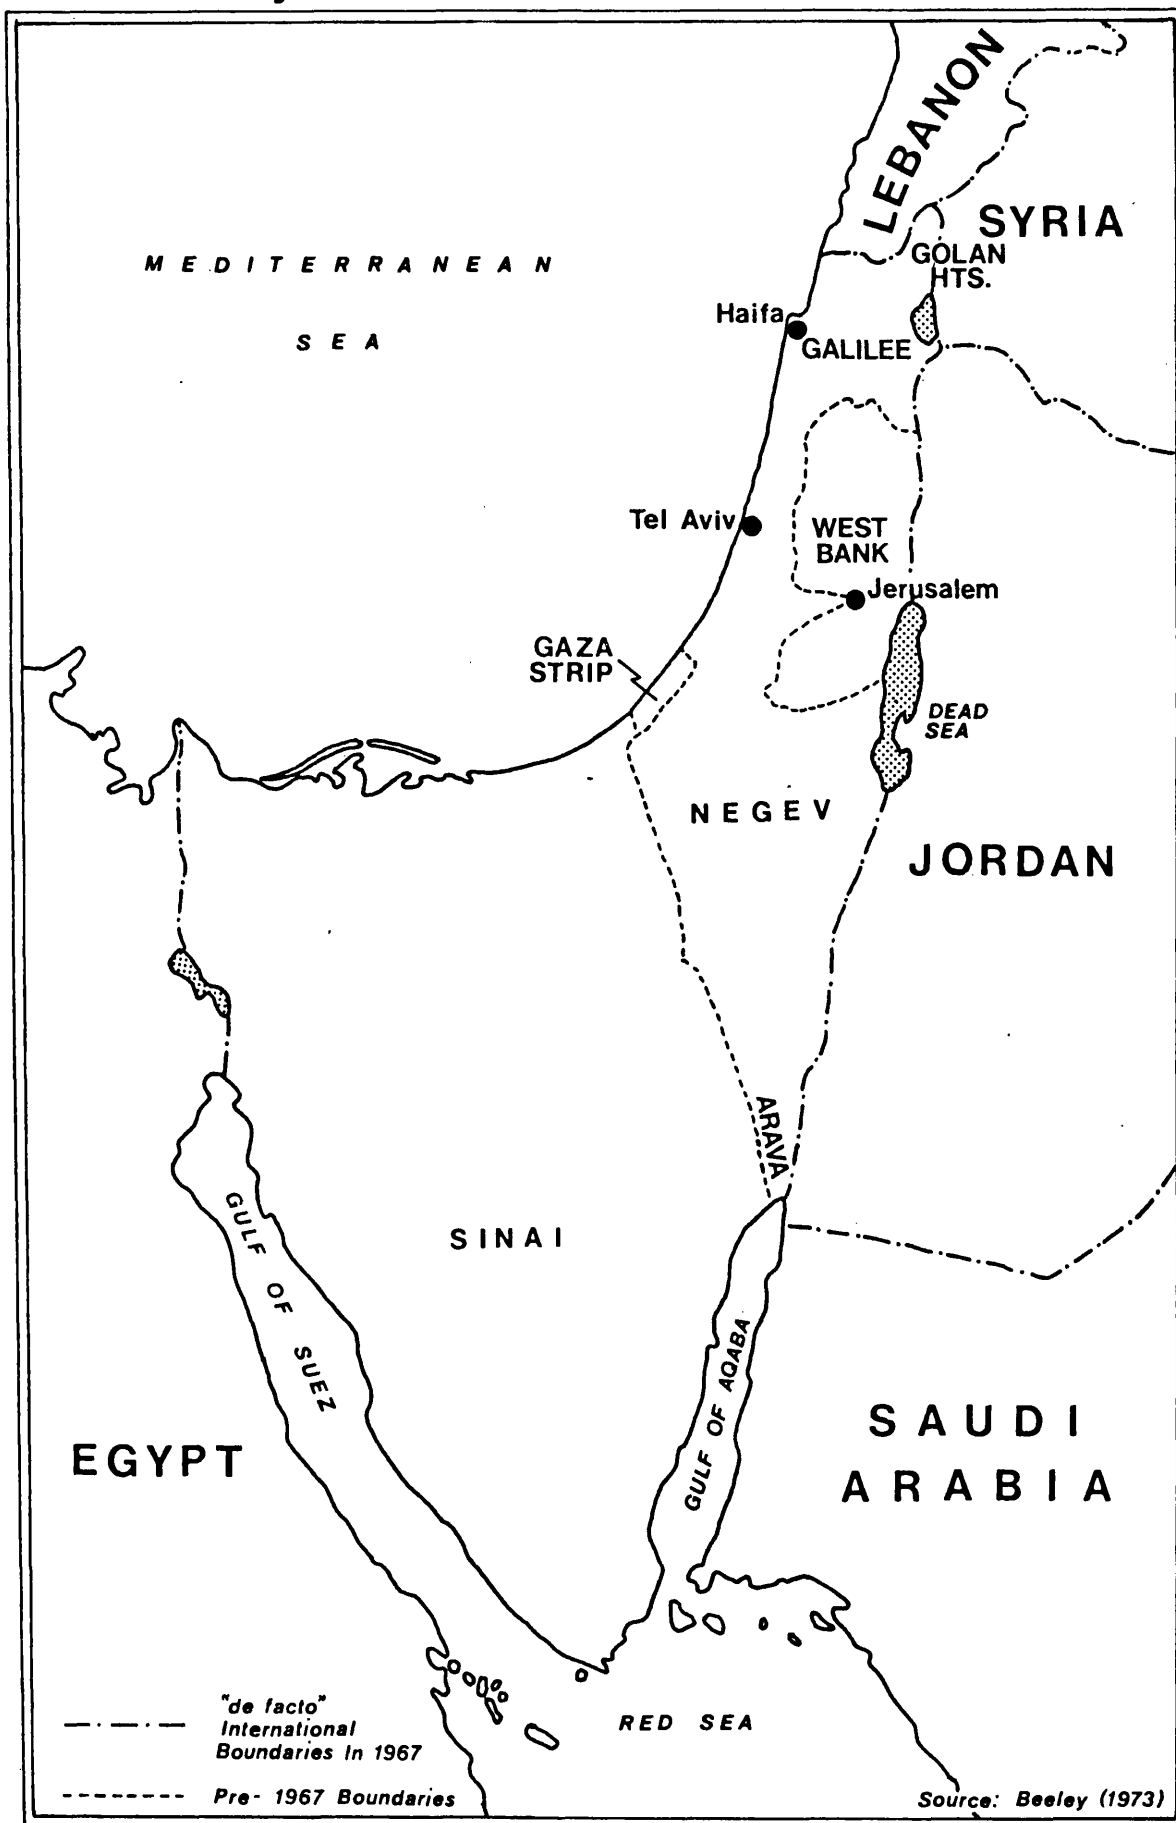 LEBANON
SYRIA
MEDITERRANEAN
SEA
GOLAN
HTS.
Haifa
GALILEE
Tel Aviv
WEST
BANK
Jerusalem
GAZA
STRIP
DEAD
SEA
NEGEV
JORDAN
ARAVA
GULF OF SUEZ
SINAI
GULF OF AQABA
SAUDI
ARABIA
EGYPT
RED SEA
"de facto"
International
Boundaries In 1967
Pre- 1967 Boundaries
Source: Beeley (1973)